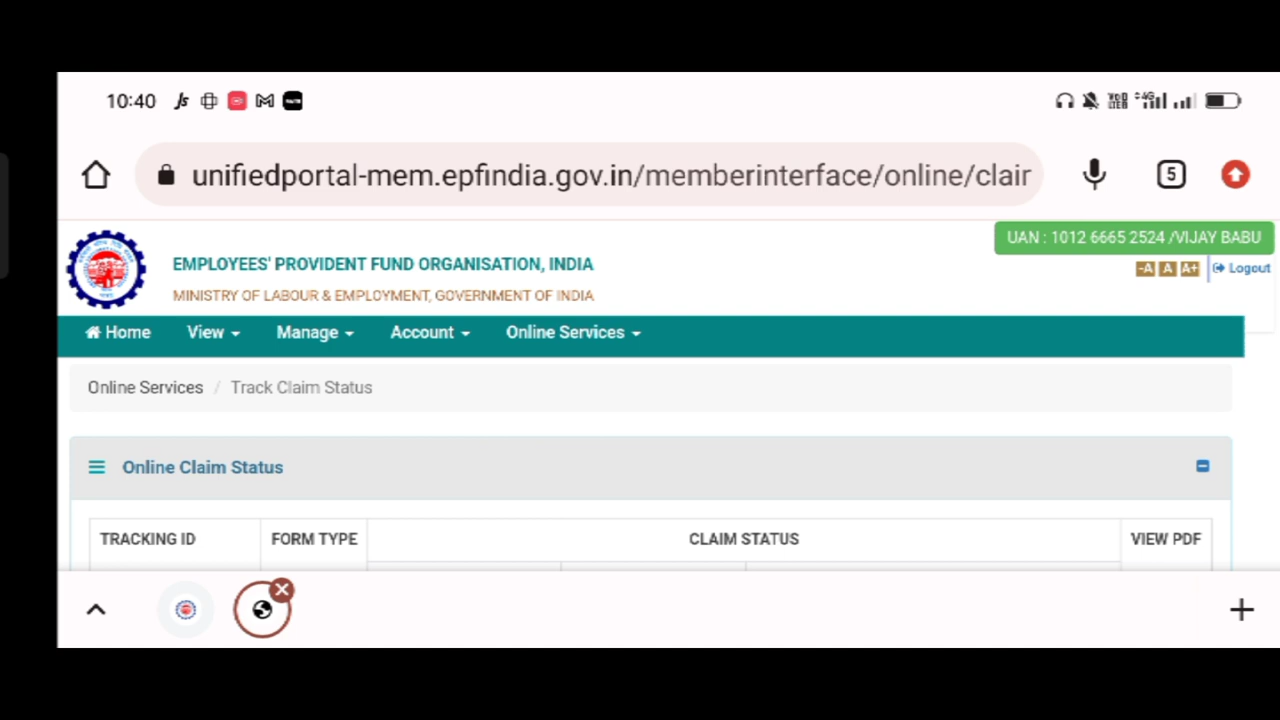 10:40
unifiedportal-mem.epfindia.gov.in/memberinterface/online/clair
5
UAN : 1012 6665 2524 /VIJAY BABU
EMPLOYEES' PROVIDENT FUND ORGANISATION, INDIA
-A A A+ Logout
MINISTRY OF LABOUR & EMPLOYMENT, GOVERNMENT OF INDIA
Home View Manage Account Online Services
Online Services / Track Claim Status
Online Claim Status
TRACKING ID FORM TYPE CLAIM STATUS VIEW PDF